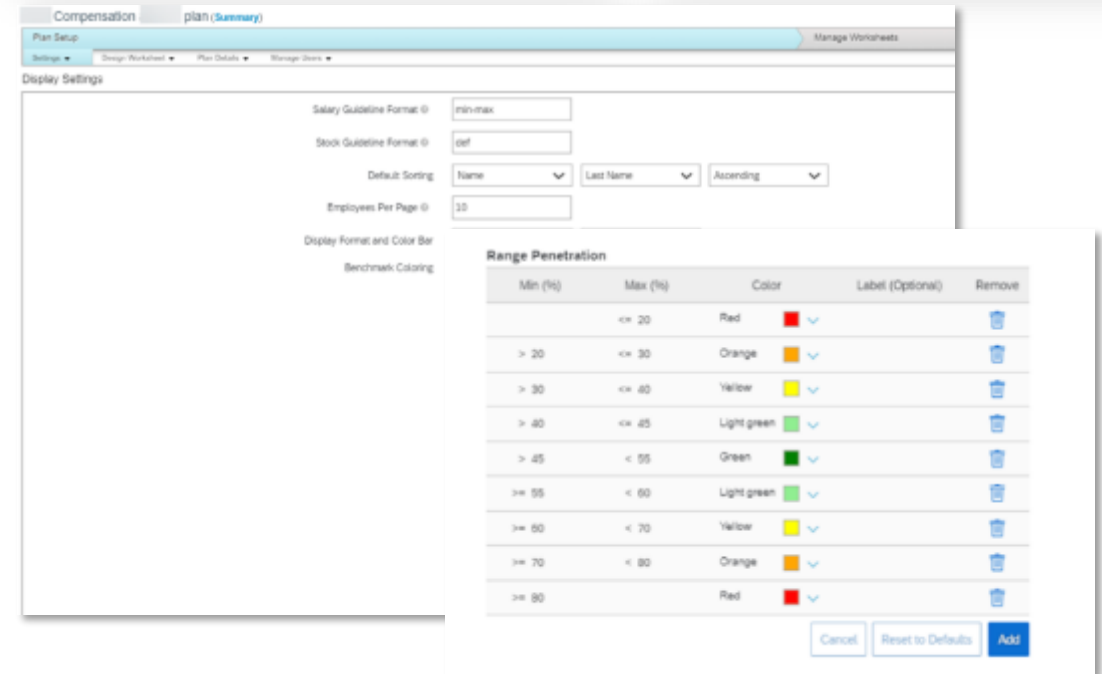 Compensation plan (Summary)
Plan Setup Manage Worksheets
Settings Design Worksheet Plan Details Manage Users
Display Settings
Salary Guideline Format min-max
Stock Guideline Format def
Default Sorting Name Last Name Ascending
Employees Per Page 10
Display Format and Color Bar
Benchmark Coloring
Range Penetration
Min (%) Max (%) Color Label (Optional) Remove
<= 20 Red
> 20 <= 30 Orange
> 30 <= 40 Yellow
> 40 <= 45 Light green
> 45 < 55 Green
>= 55 < 60 Light green
>= 60 < 70 Yellow
>= 70 < 80 Orange
>= 80 Red
Cancel Reset to Defaults Add